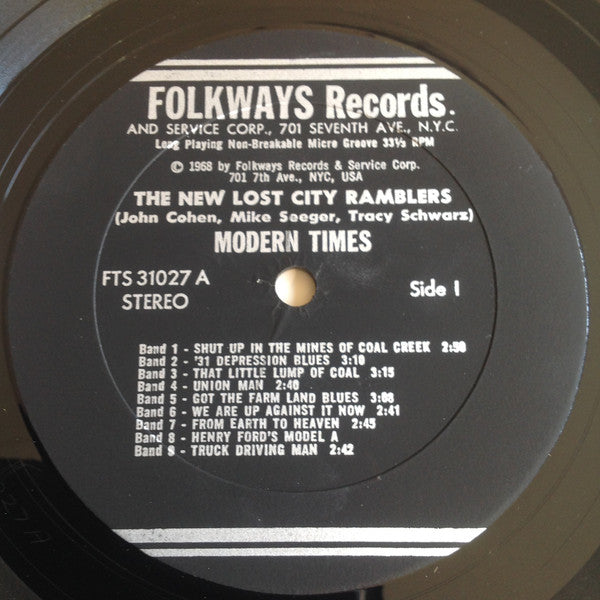 FOLKWAYS Records.
AND SERVICE CORP., 701 SEVENTH AVE., N.Y.C.
Long Playing Non-Breakable Micro Groove 33⅓ RPM
© 1968 by Folkways Records & Service Corp.
701 7th Ave., NYC, USA
THE NEW LOST CITY RAMBLERS
(John Cohen, Mike Seeger, Tracy Schwarz)
MODERN TIMES
FTS 31027 A
STEREO
Side 1
Band 1 - SHUT UP IN THE MINES OF COAL CREEK 2:50
Band 2 - '31 DEPRESSION BLUES 3:10
Band 3 - THAT LITTLE LUMP OF COAL 3:15
Band 4 - UNION MAN 2:40
Band 5 - GOT THE FARM LAND BLUES 3:08
Band 6 - WE ARE UP AGAINST IT NOW 2:41
Band 7 - FROM EARTH TO HEAVEN 2:45
Band 8 - HENRY FORD'S MODEL A
Band 9 - TRUCK DRIVING MAN 2:42